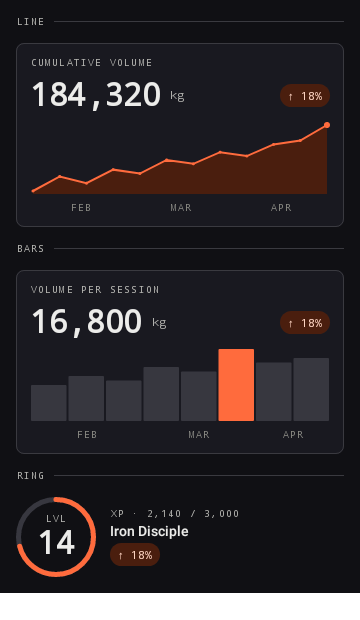 LINE
CUMULATIVE VOLUME
184,320 kg
↑ 18%
FEB MAR APR
BARS
VOLUME PER SESSION
16,800 kg
↑ 18%
FEB MAR APR
RING
LVL
14
XP · 2,140 / 3,000
Iron Disciple
↑ 18%